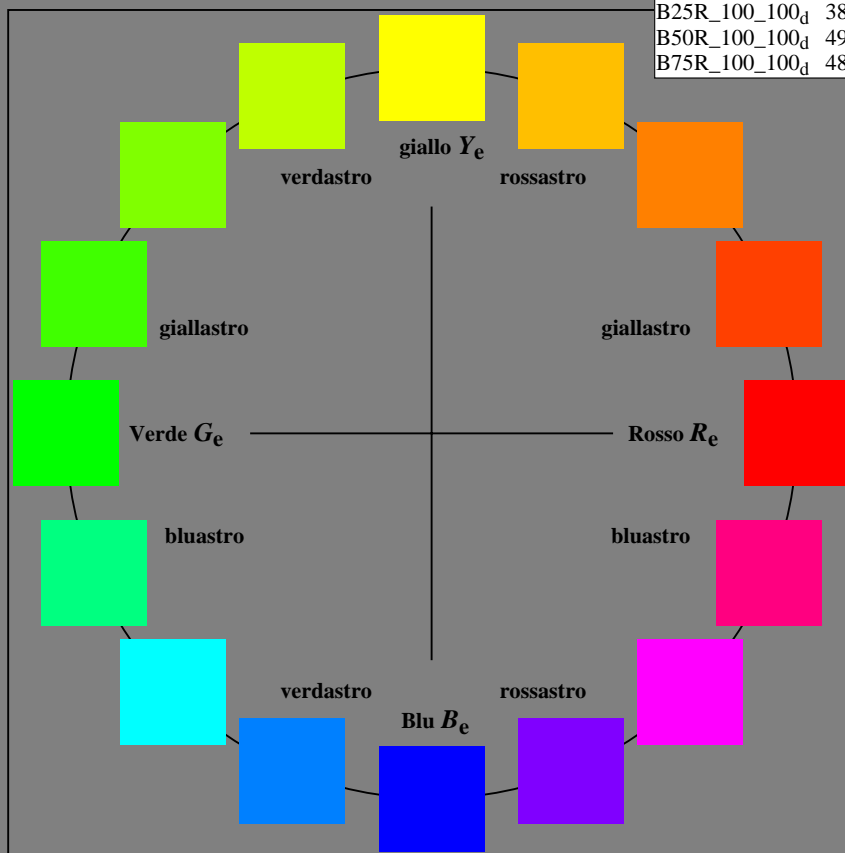 B25R_100_100d 38
B50R_100_100d 49
B75R_100_100d 48
giallo Ye
verdastro rossastro
giallastro giallastro
Verde Ge Rosso Re
bluastro bluastro
verdastro rossastro
Blu Be